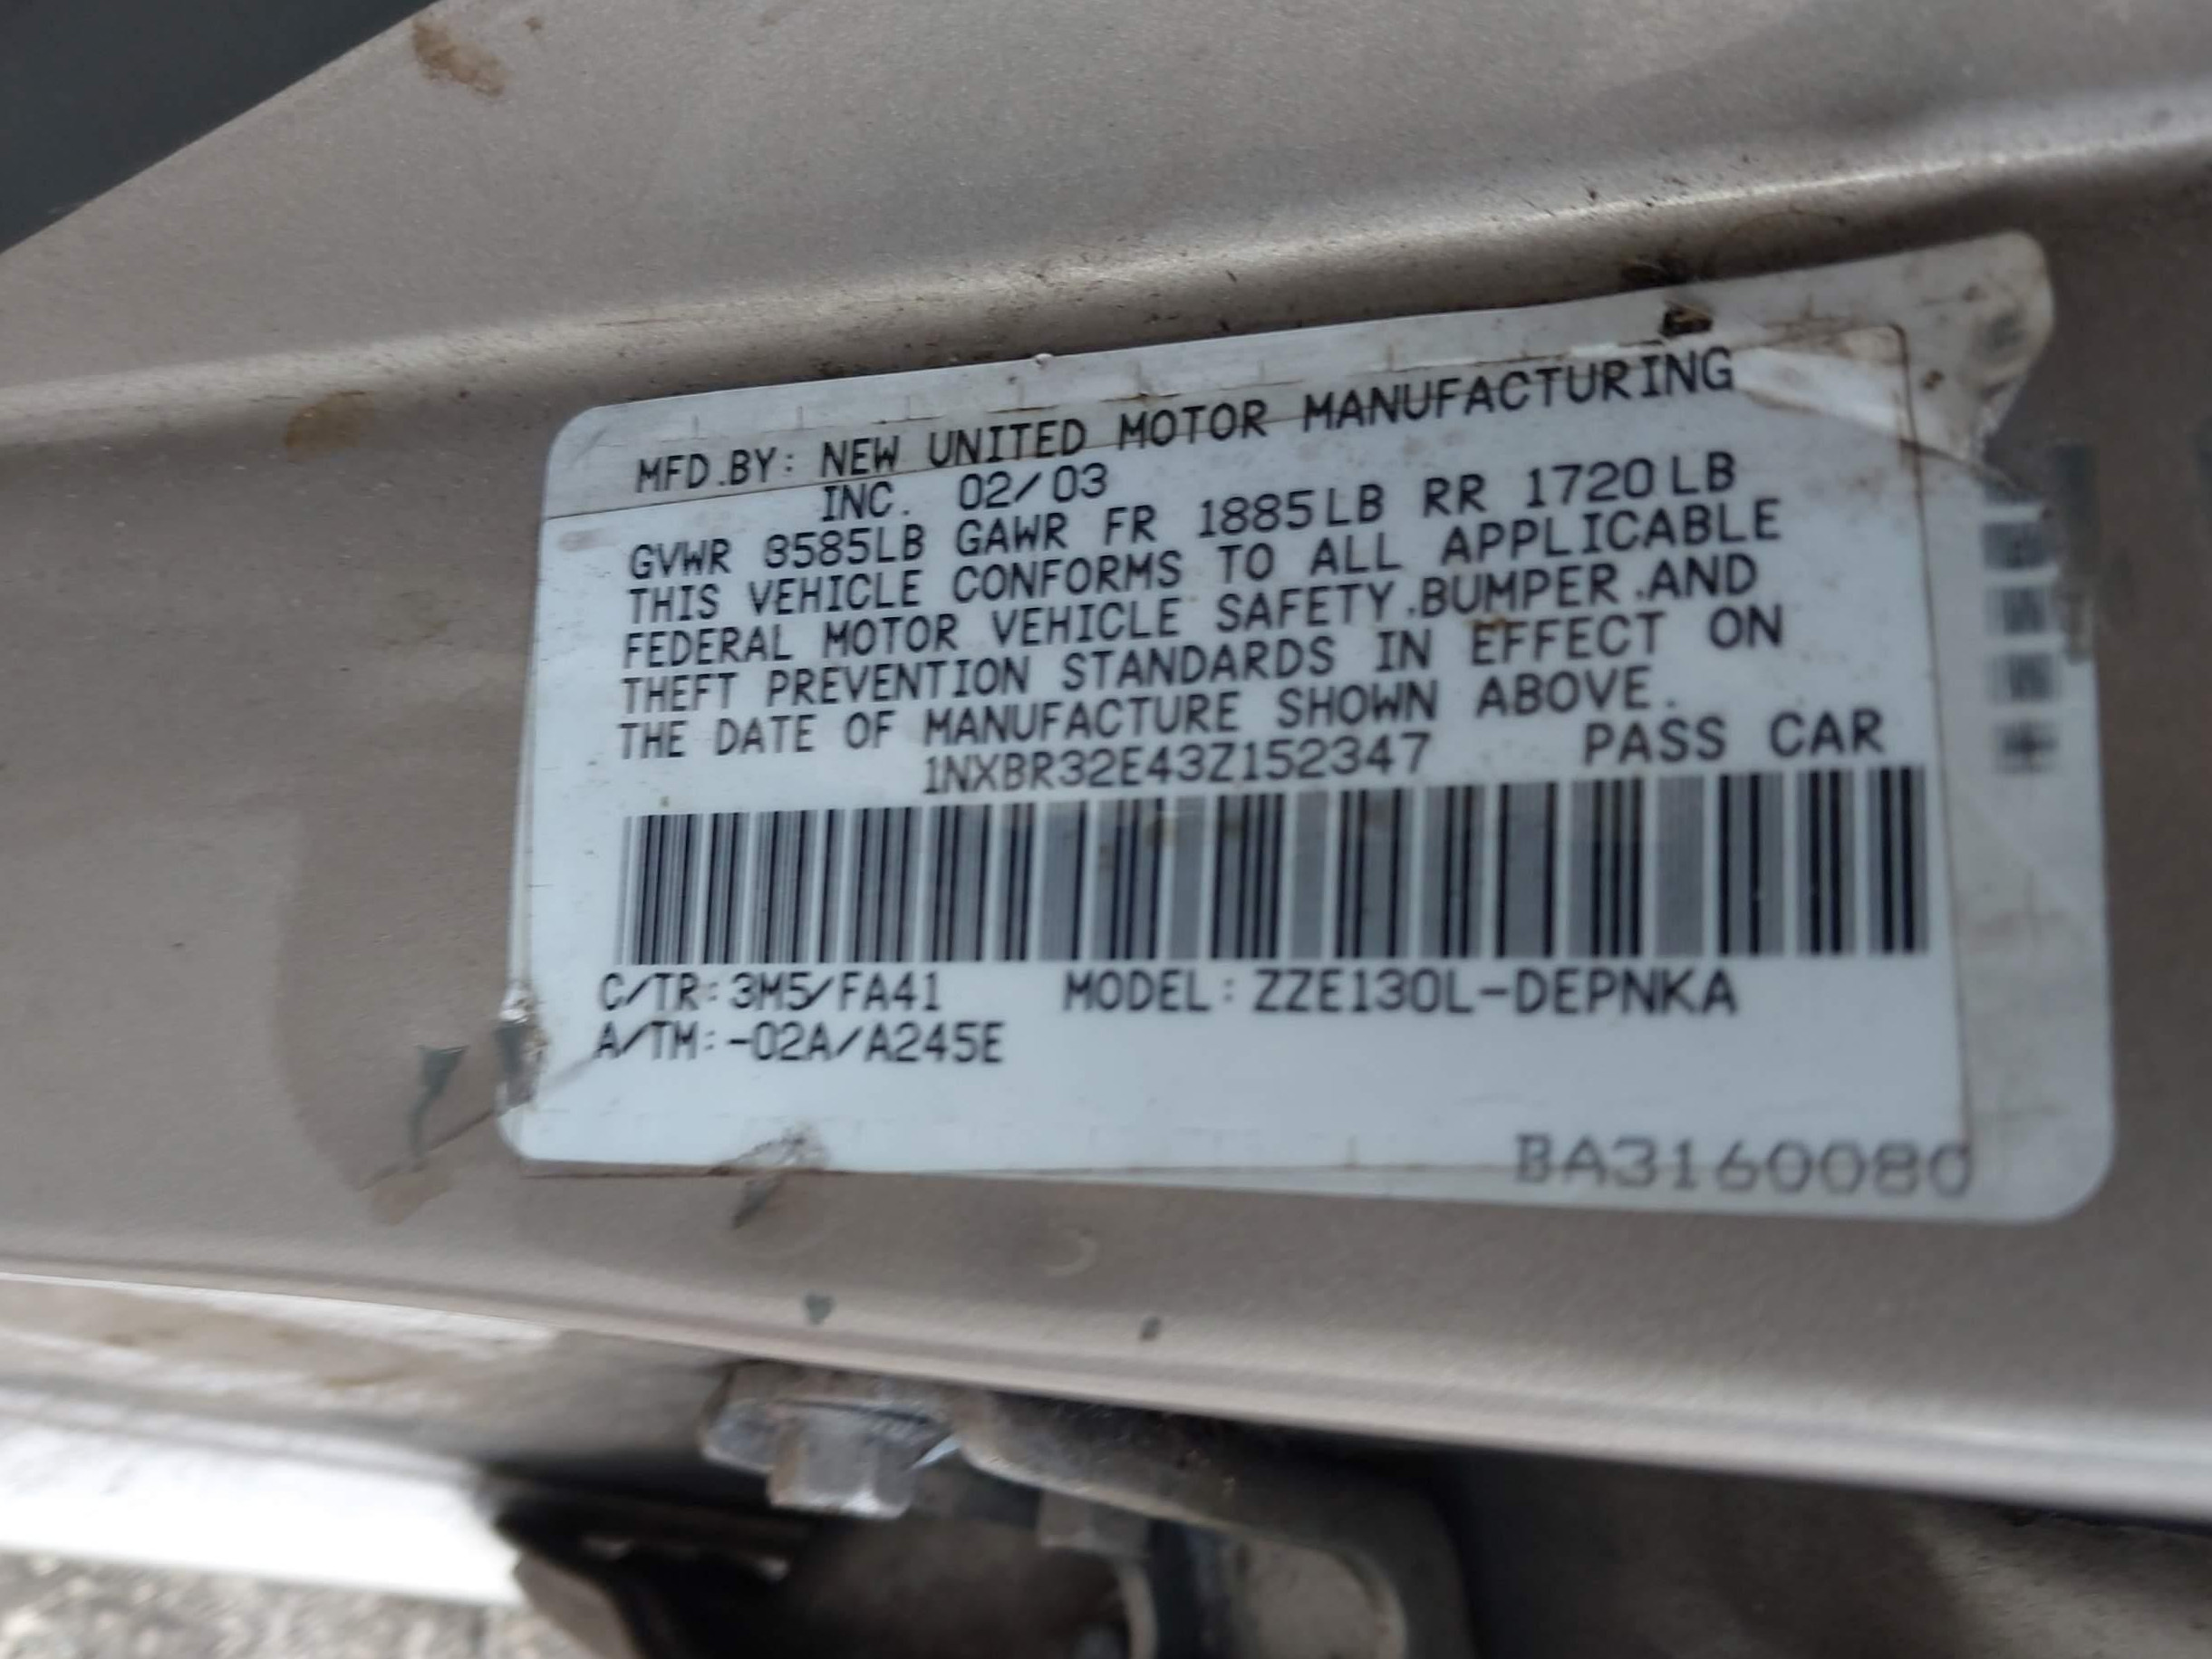 MFD.BY: NEW UNITED MOTOR MANUFACTURING
INC. 02/03
GVWR 3585LB GAWR FR 1885LB RR 1720LB
THIS VEHICLE CONFORMS TO ALL APPLICABLE
FEDERAL MOTOR VEHICLE SAFETY.BUMPER.AND
THEFT PREVENTION STANDARDS IN EFFECT ON
THE DATE OF MANUFACTURE SHOWN ABOVE.
1NXBR32E43Z152347 PASS CAR
C/TR: 3M5/FA41 MODEL: ZZE130L-DEPNKA
A/TM: -02A/A245E
BA3160080